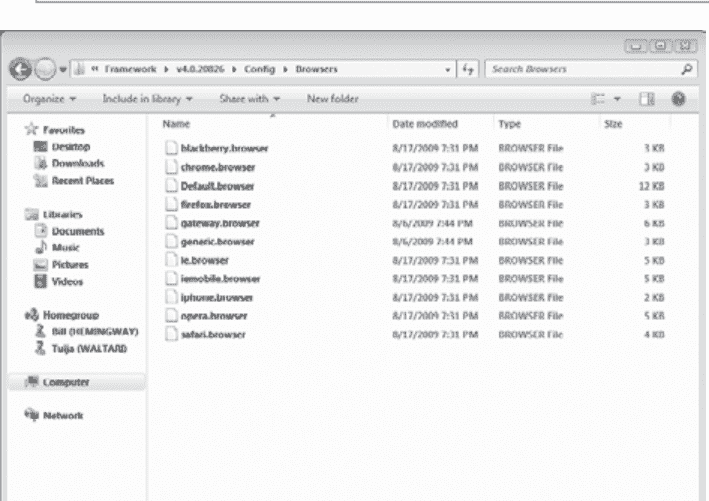 « Framework ▸ v4.0.20826 ▸ Config ▸ Browsers
Search Browsers
Organize Include in library Share with New folder
Name Date modified Type Size
Favorites
Desktop
Downloads
Recent Places
Libraries
Documents
Music
Pictures
Videos
Homegroup
Bill (HEMINGWAY)
Tuija (WALTARI)
Computer
Network
blackberry.browser 8/17/2009 7:31 PM BROWSER File 3 KB
chrome.browser 8/17/2009 7:31 PM BROWSER File 3 KB
Default.browser 8/17/2009 7:31 PM BROWSER File 12 KB
firefox.browser 8/17/2009 7:31 PM BROWSER File 3 KB
gateway.browser 8/6/2009 7:44 PM BROWSER File 6 KB
generic.browser 8/6/2009 7:44 PM BROWSER File 3 KB
ie.browser 8/17/2009 7:31 PM BROWSER File 5 KB
iemobile.browser 8/17/2009 7:31 PM BROWSER File 5 KB
iphone.browser 8/17/2009 7:31 PM BROWSER File 2 KB
opera.browser 8/17/2009 7:31 PM BROWSER File 5 KB
safari.browser 8/17/2009 7:31 PM BROWSER File 4 KB